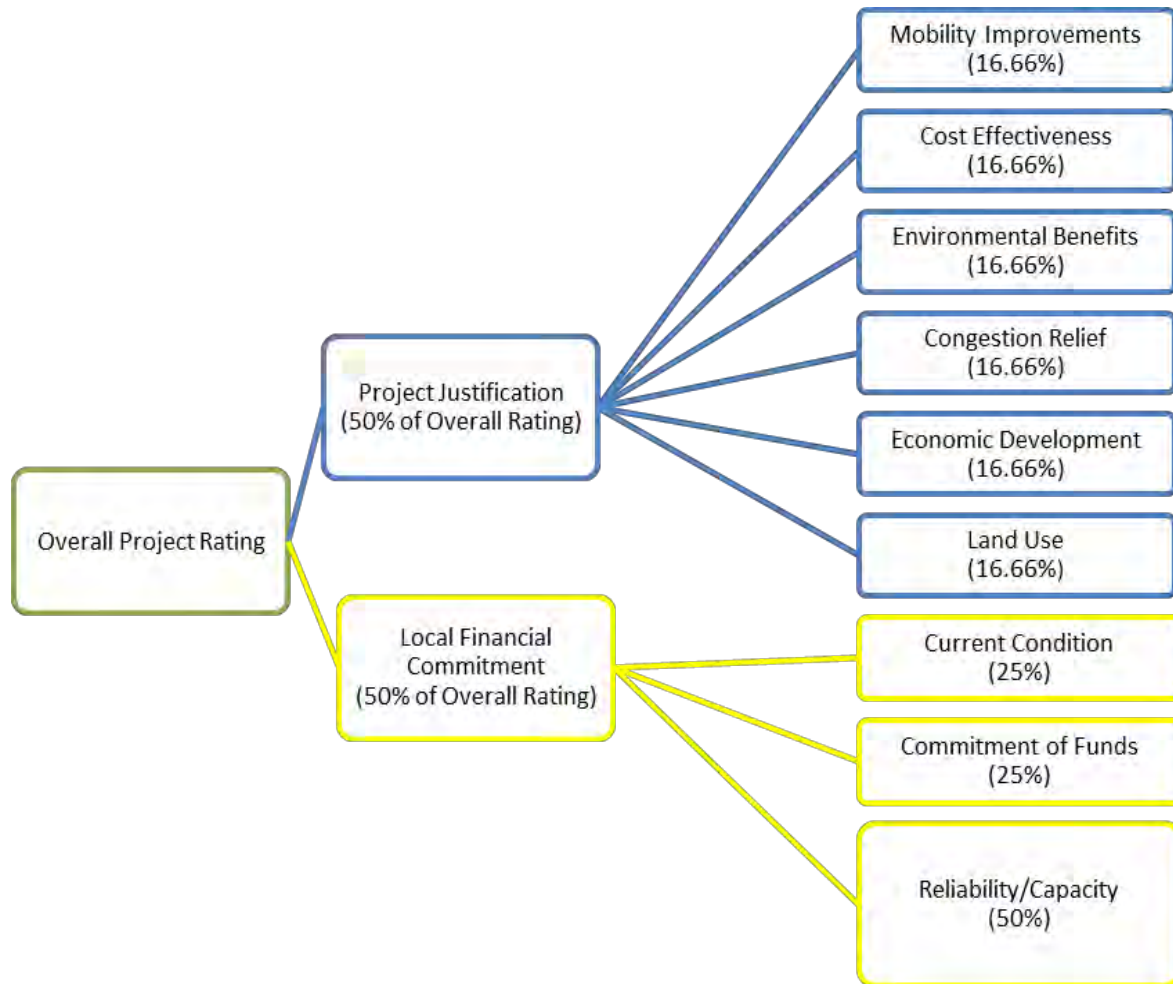 Overall Project Rating
Project Justification
(50% of Overall Rating)
Mobility Improvements
(16.66%)
Cost Effectiveness
(16.66%)
Environmental Benefits
(16.66%)
Congestion Relief
(16.66%)
Economic Development
(16.66%)
Land Use
(16.66%)
Local Financial
Commitment
(50% of Overall Rating)
Current Condition
(25%)
Commitment of Funds
(25%)
Reliability/Capacity
(50%)